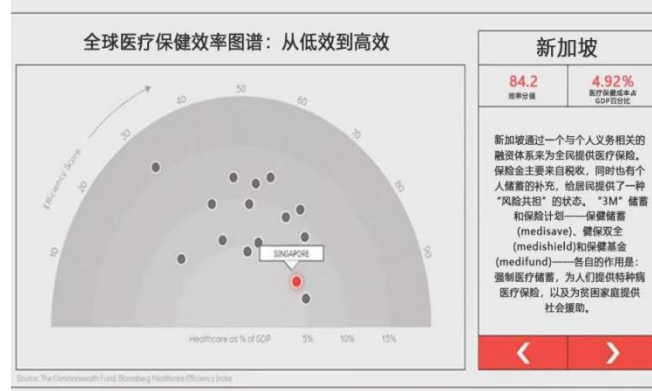 全球医疗保健效率图谱：从低效到高效
新加坡
84.2
效率分值
4.92%
医疗保健成本占
GDP百分比
Efficiency Score
10
20
30
40
50
60
70
80
90
SINGAPORE
Healthcare as % of GDP 5% 10% 15%
新加坡通过一个与个人义务相关的
融资体系来为全民提供医疗保险。
保险金主要来自税收，同时也有个
人储蓄的补充，给居民提供了一种
“风险共担”的状态。“3M”储蓄
和保险计划——保健储蓄
(medisave)、健保双全
(medishield)和保健基金
(medifund)——各自的作用是：
强制医疗储蓄，为人们提供特种病
医疗保险，以及为贫困家庭提供
社会援助。
Source: The Commonwealth Fund, Bloomberg Healthcare Efficiency Index